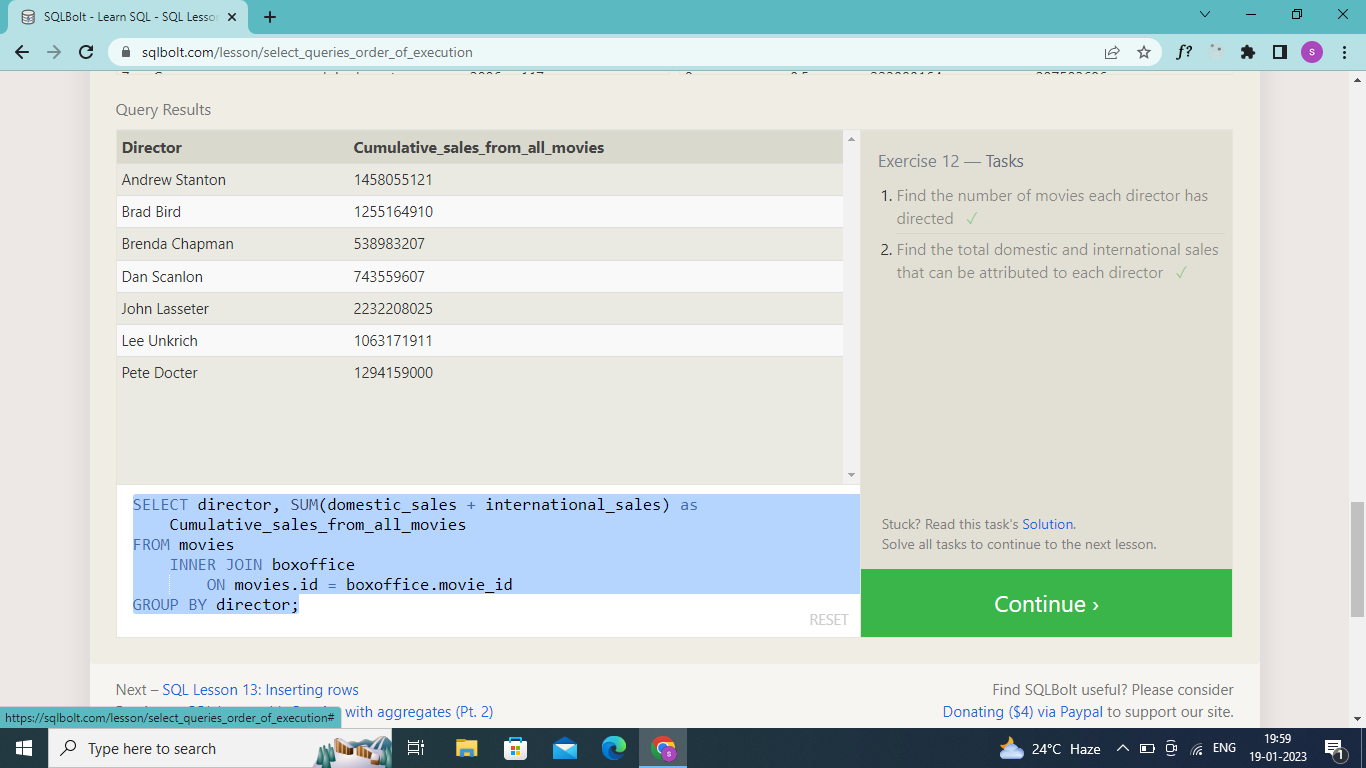 SQLBolt - Learn SQL - SQL Lesson
sqlbolt.com/lesson/select_queries_order_of_execution
f?
s
Query Results
Director Cumulative_sales_from_all_movies
Andrew Stanton 1458055121
Brad Bird 1255164910
Brenda Chapman 538983207
Dan Scanlon 743559607
John Lasseter 2232208025
Lee Unkrich 1063171911
Pete Docter 1294159000
Exercise 12 — Tasks
1. Find the number of movies each director has
directed ✓
2. Find the total domestic and international sales
that can be attributed to each director ✓
SELECT director, SUM(domestic_sales + international_sales) as
Cumulative_sales_from_all_movies
FROM movies
INNER JOIN boxoffice
ON movies.id = boxoffice.movie_id
GROUP BY director;
RESET
Stuck? Read this task's Solution.
Solve all tasks to continue to the next lesson.
Continue ›
Next – SQL Lesson 13: Inserting rows
with aggregates (Pt. 2)
Find SQLBolt useful? Please consider
Donating ($4) via Paypal to support our site.
https://sqlbolt.com/lesson/select_queries_order_of_execution#
Type here to search
s
24°C Haze
ENG
19:59
19-01-2023
1